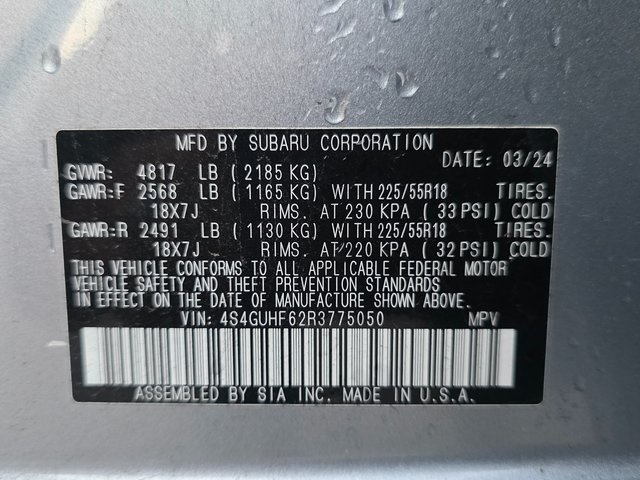 MFD BY SUBARU CORPORATION
DATE: 03/24
GVWR: 4817 LB ( 2185 KG)
GAWR:F 2568 LB ( 1165 KG) WITH 225/55R18 TIRES.
18X7J RIMS. AT 230 KPA ( 33 PSI) COLD
GAWR:R 2491 LB ( 1130 KG) WITH 225/55R18 TIRES.
18X7J RIMS. AT 220 KPA ( 32 PSI) COLD
THIS VEHICLE CONFORMS TO ALL APPLICABLE FEDERAL MOTOR
VEHICLE SAFETY AND THEFT PREVENTION STANDARDS
IN EFFECT ON THE DATE OF MANUFACTURE SHOWN ABOVE.
VIN: 4S4GUHF62R3775050 MPV
ASSEMBLED BY SIA INC. MADE IN U.S.A.